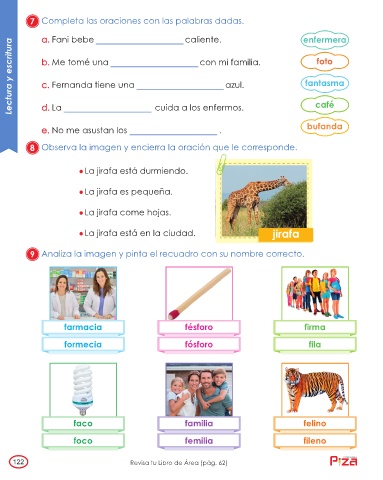 Lectura y escritura
7 Completa las oraciones con las palabras dadas.
a. Fani bebe ____________________ caliente.
enfermera
b. Me tomé una ____________________ con mi familia.
foto
c. Fernanda tiene una ____________________ azul.
fantasma
d. La ____________________ cuida a los enfermos.
café
e. No me asustan los ____________________ .
bufanda
8 Observa la imagen y encierra la oración que le corresponde.
• La jirafa está durmiendo.
• La jirafa es pequeña.
• La jirafa come hojas.
• La jirafa está en la ciudad.
jirafa
9 Analiza la imagen y pinta el recuadro con su nombre correcto.
farmacia fésforo firma
formecia fósforo fila
faco familia felino
foco femilia fileno
122
Revisa tu Libro de Área (pág. 62)